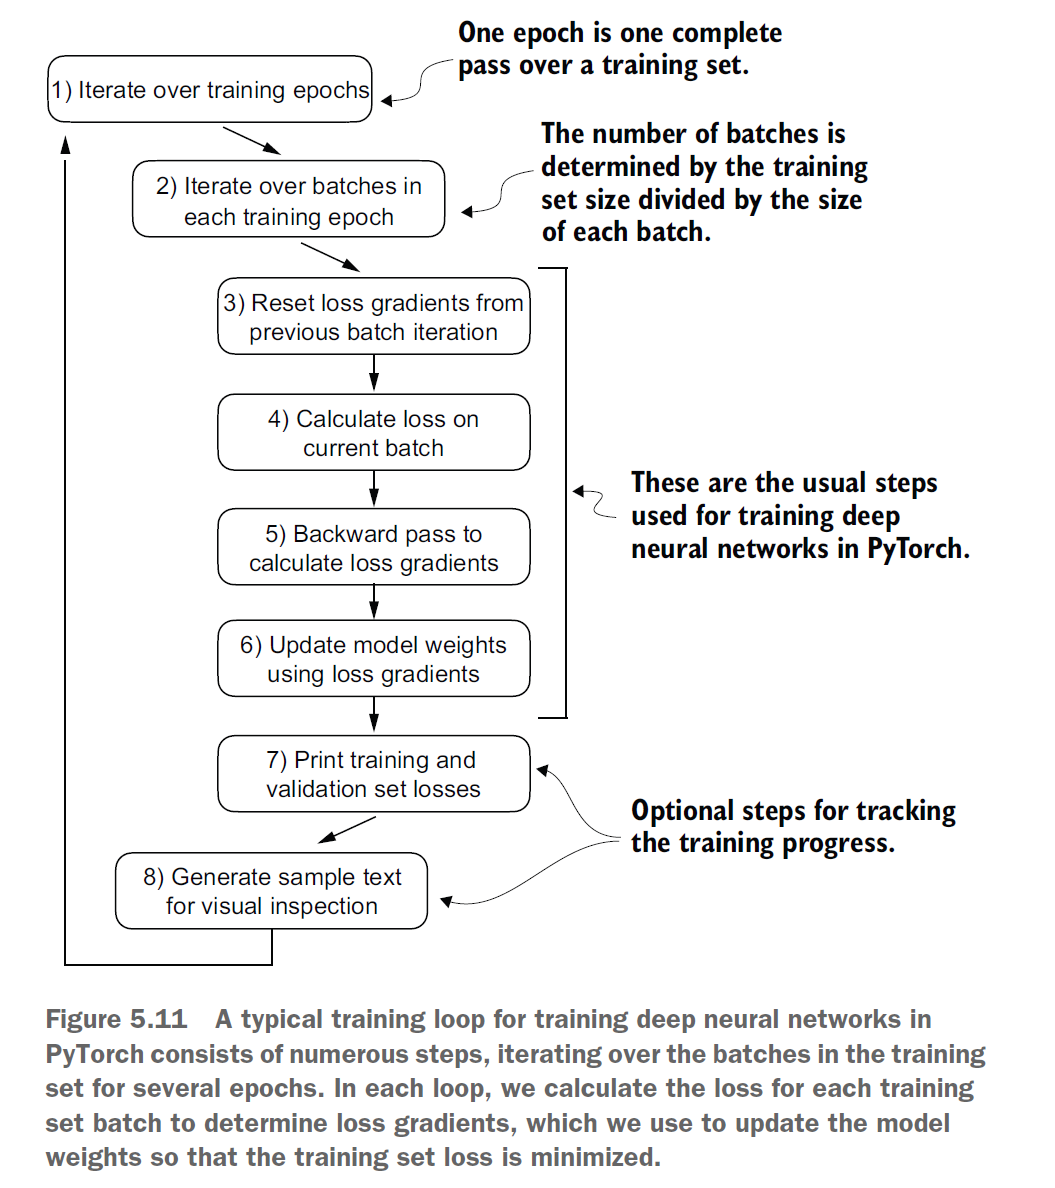 One epoch is one complete
pass over a training set.
1) Iterate over training epochs
The number of batches is
determined by the training
set size divided by the size
of each batch.
2) Iterate over batches in
each training epoch
3) Reset loss gradients from
previous batch iteration
4) Calculate loss on
current batch
These are the usual steps
used for training deep
neural networks in PyTorch.
5) Backward pass to
calculate loss gradients
6) Update model weights
using loss gradients
7) Print training and
validation set losses
Optional steps for tracking
the training progress.
8) Generate sample text
for visual inspection
Figure 5.11 A typical training loop for training deep neural networks in
PyTorch consists of numerous steps, iterating over the batches in the training
set for several epochs. In each loop, we calculate the loss for each training
set batch to determine loss gradients, which we use to update the model
weights so that the training set loss is minimized.